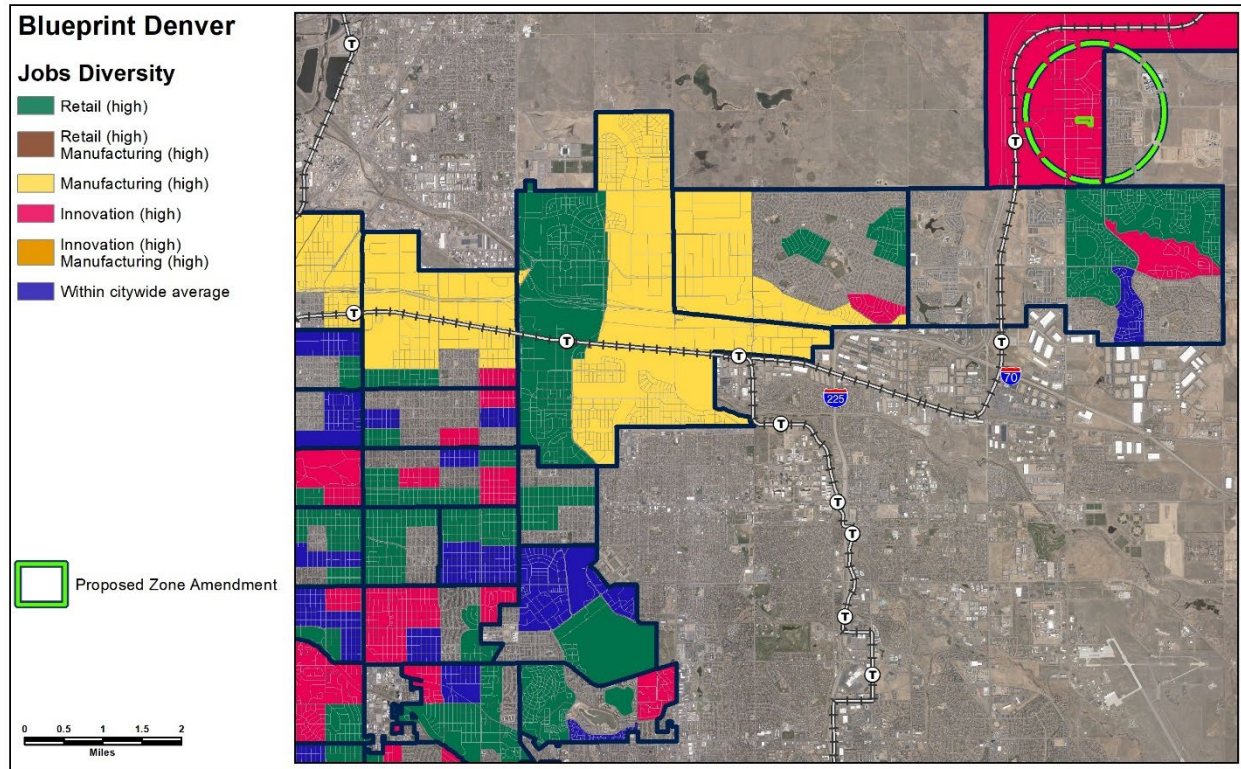 Blueprint Denver
Jobs Diversity
Retail (high)
Retail (high)
Manufacturing (high)
Manufacturing (high)
Innovation (high)
Innovation (high)
Manufacturing (high)
Within citywide average
Proposed Zone Amendment
0 0.5 1 1.5 2
Miles
T
T
T
T
T
T
70
225
T
T
T
T
T